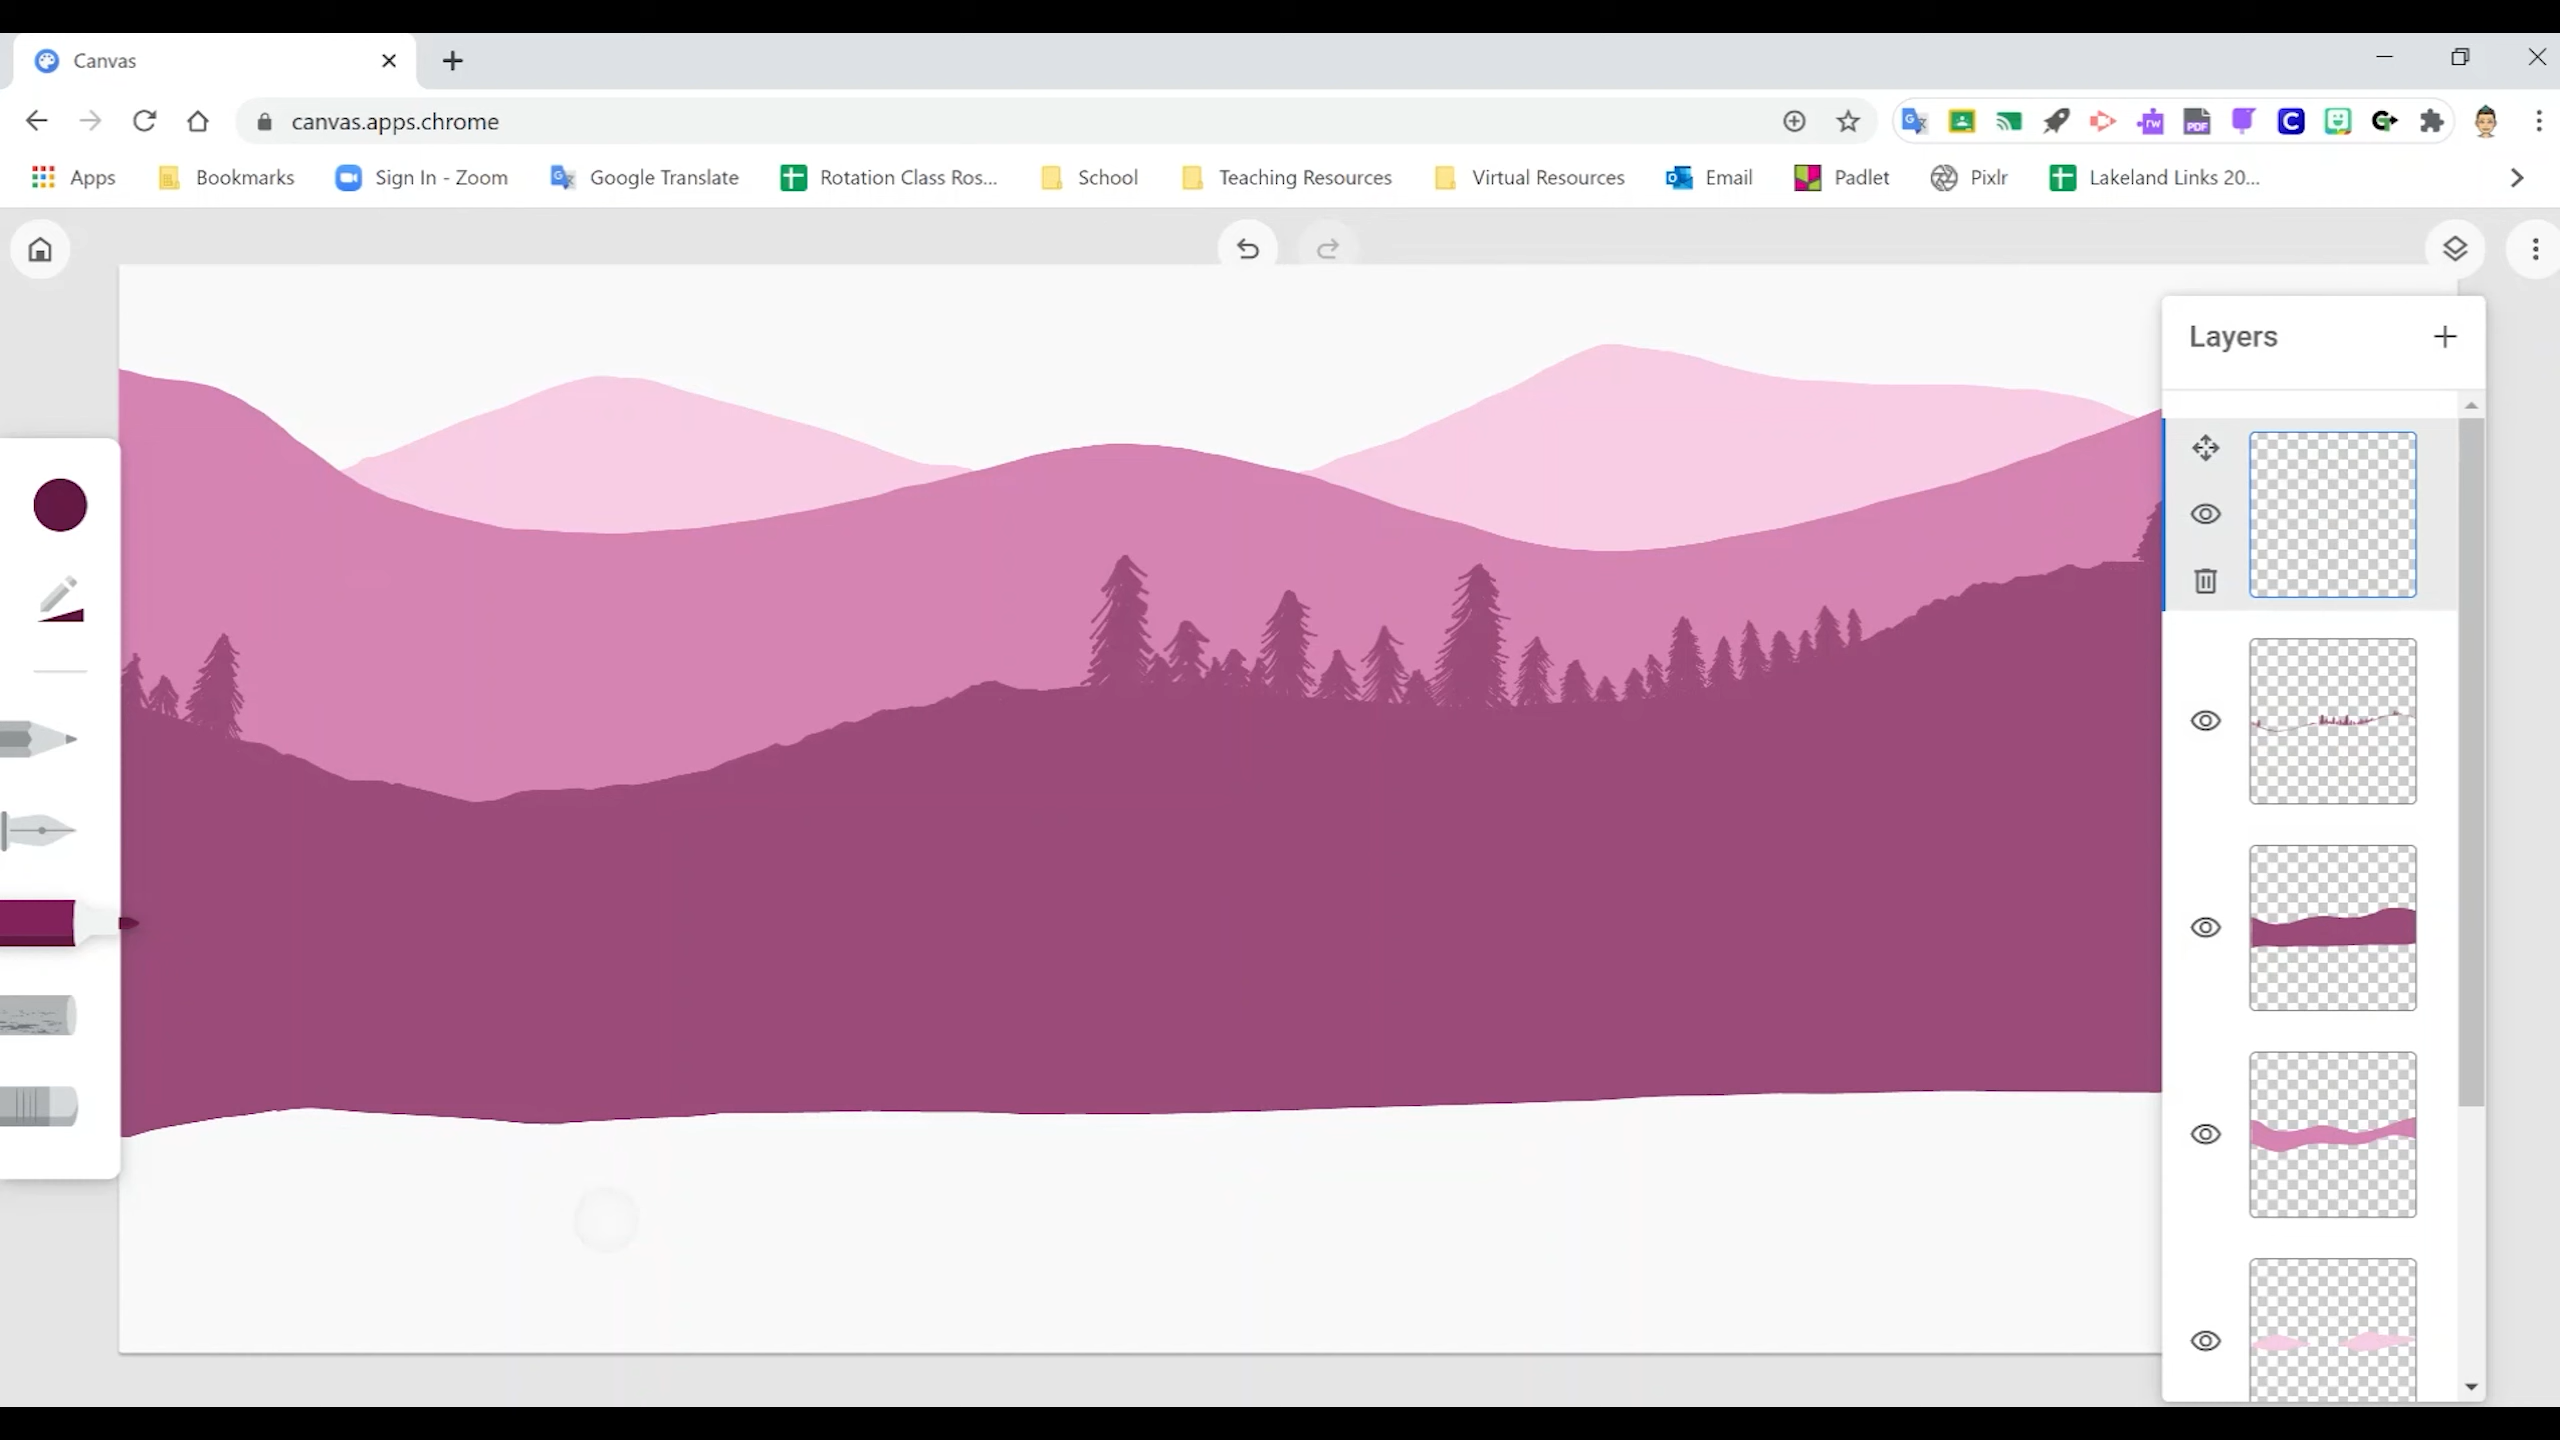 Canvas
canvas.apps.chrome
Apps Bookmarks Sign In - Zoom Google Translate Rotation Class Ros... School Teaching Resources Virtual Resources Email Padlet Pixlr Lakeland Links 20...
Layers